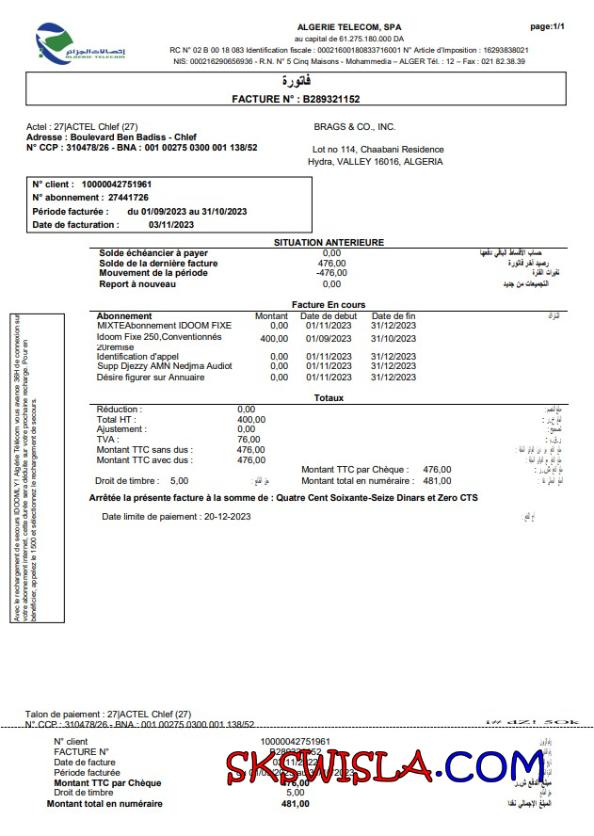 اتصالات الجزائر
ALGERIE TELECOM
ALGERIE TELECOM, SPA
page:1/1
au capital de 61.275.180.000 DA
RC N° 02 B 00 18 083 Identification fiscale : 00021600180833716001 N° Article d'Imposition : 16293838021
NIS: 000216290656936 - R.N. N° 5 Cinq Maisons - Mohammedia – ALGER Tél. : 12 – Fax : 021 82.38.39
فاتورة
FACTURE N° : B289321152
Actel : 27|ACTEL Chlef (27)
Adresse : Boulevard Ben Badiss - Chlef
N° CCP : 310478/26 - BNA : 001 00275 0300 001 138/52
BRAGS & CO., INC.
Lot no 114, Chaabani Residence
Hydra, VALLEY 16016, ALGERIA
N° client : 10000042751961
N° abonnement : 27441726
Période facturée : du 01/09/2023 au 31/10/2023
Date de facturation : 03/11/2023
SITUATION ANTERIEURE
Solde échéancier à payer 0,00 حساب الأقساط الباقي دفعها
Solde de la dernière facture 476,00 رصيد آخر فاتورة
Mouvement de la période -476,00 تغيرات الفترة
Report à nouveau 0,00 التجميعات من جديد
Facture En cours
Abonnement Montant Date de debut Date de fin
MIXTEAbonnement IDOOM FIXE 0,00 01/11/2023 31/12/2023
Idoom Fixe 250,Conventionnés 400,00 01/09/2023 31/10/2023
20remise
Identification d'appel 0,00 01/11/2023 31/12/2023
Supp Djezzy AMN Nedjma Audiot 0,00 01/11/2023 31/12/2023
Désire figurer sur Annuaire 0,00 01/11/2023 31/12/2023
Totaux
Réduction : 0,00
Total HT : 400,00
Ajustement : 0,00
TVA : 76,00
Montant TTC sans dus : 476,00
Montant TTC avec dus : 476,00
Montant TTC par Chèque : 476,00
Droit de timbre : 5,00 Montant total en numéraire : 481,00
Arrêtée la présente facture à la somme de : Quatre Cent Soixante-Seize Dinars et Zero CTS
Date limite de paiement : 20-12-2023
Avec le rechargement de secours IDOOMLY ! Algérie Télécom vous avance 36H de connexion sur
votre abonnement internet, cette durée sera déduite sur votre prochaine recharge. Pour en
bénéficier, appelez le 1500 et sélectionnez le rechargement de secours.
Talon de paiement : 27|ACTEL Chlef (27)
N° CCP : 310478/26 - BNA : 001 00275 0300 001 138/52
N° client 10000042751961
FACTURE N° B289321152
Date de facture
Période facturée
Montant TTC par Chèque 476,00
Droit de timbre 5,00
Montant total en numéraire 481,00 المبلغ الإجمالي نقدا
SKSWISLA.COM